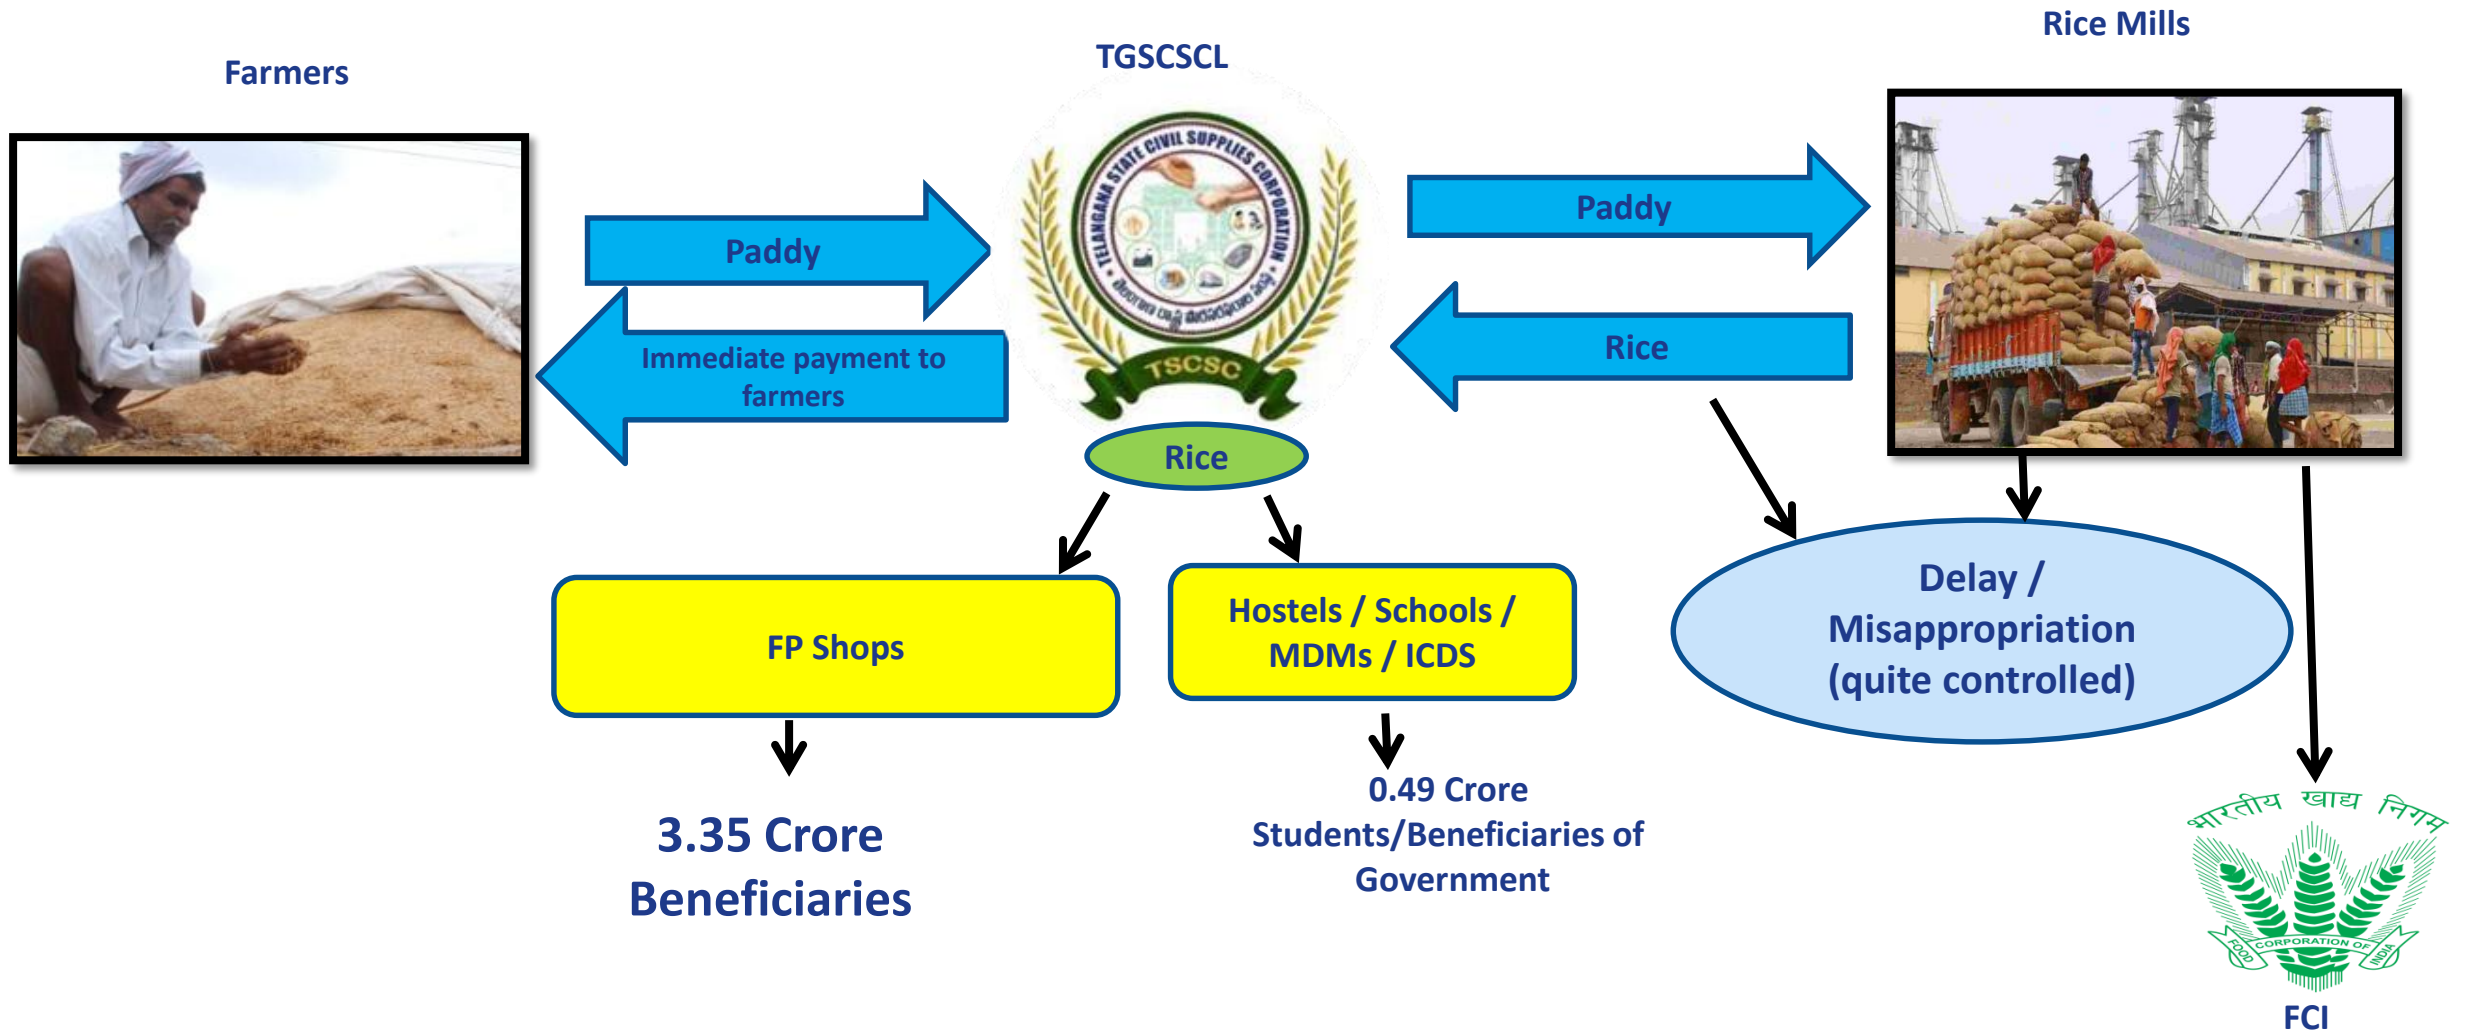 Farmers
TGSCSCL
Rice Mills
TELANGANA STATE CIVIL SUPPLIES CORPORATION
TSCSC
Paddy
Immediate payment to
farmers
Paddy
Rice
Rice
FP Shops
Hostels / Schools /
MDMs / ICDS
Delay /
Misappropriation
(quite controlled)
3.35 Crore
Beneficiaries
0.49 Crore
Students/Beneficiaries of
Government
भारतीय खाद्य निगम
FOOD CORPORATION OF INDIA
FCI